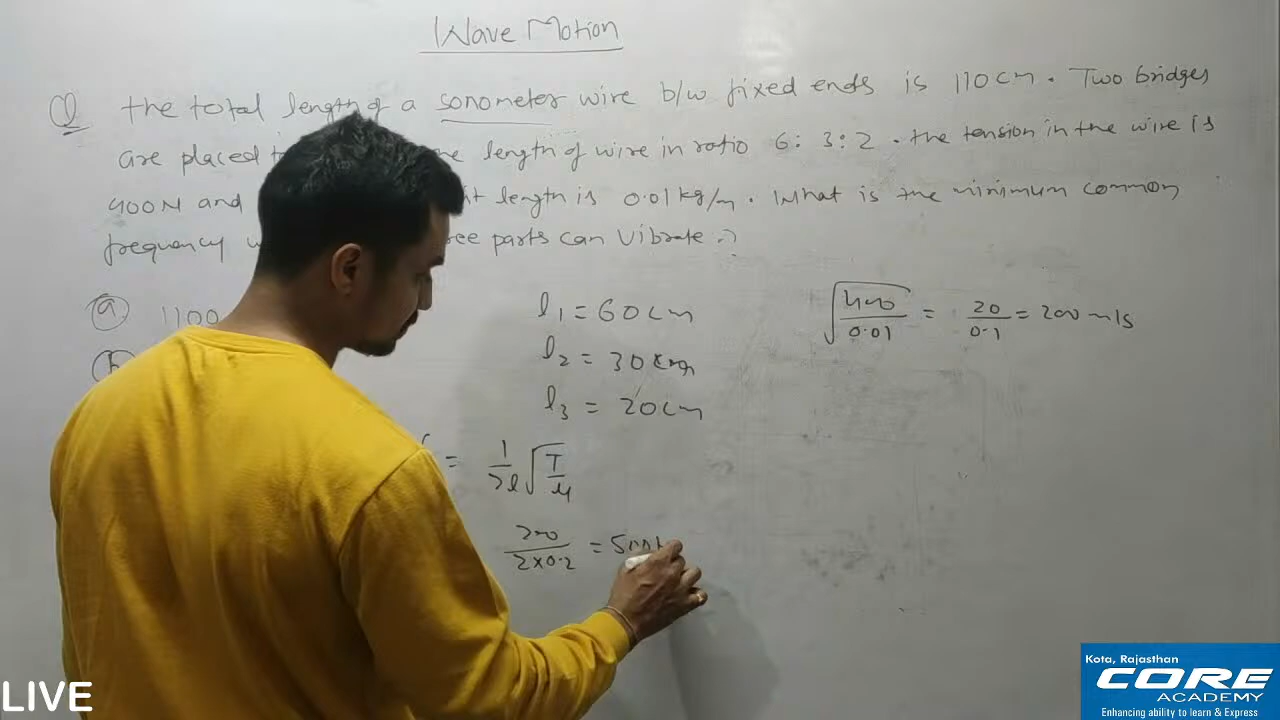 Wave Motion
Q the total length of a sonometer wire b/w fixed ends is 110 cm. Two bridges
are placed length of wire in ratio 6: 3:2. the tension in the wire is
400N and length is 0.01 kg/m. What is the minimum common
frequency parts can vibrate.?
(a) 1100
l1 = 60cm
√400/0.01 = 20/0.1 = 200 m/s
(b)
l2 = 30cm
l3 = 20cm
= 1/2l √T/μ
200/2×0.2 = 500
LIVE
Kota, Rajasthan
CORE
ACADEMY
Enhancing ability to learn & Express